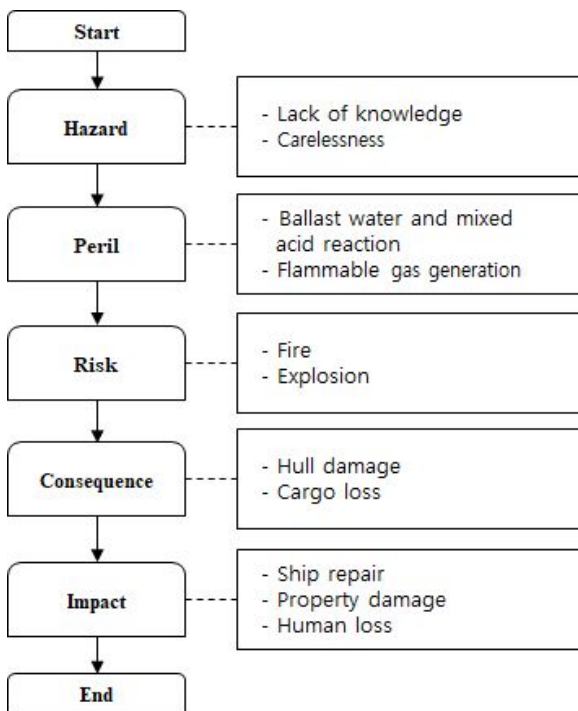 Start
Hazard
- Lack of knowledge
- Carelessness
Peril
- Ballast water and mixed
acid reaction
- Flammable gas generation
Risk
- Fire
- Explosion
Consequence
- Hull damage
- Cargo loss
Impact
- Ship repair
- Property damage
- Human loss
End